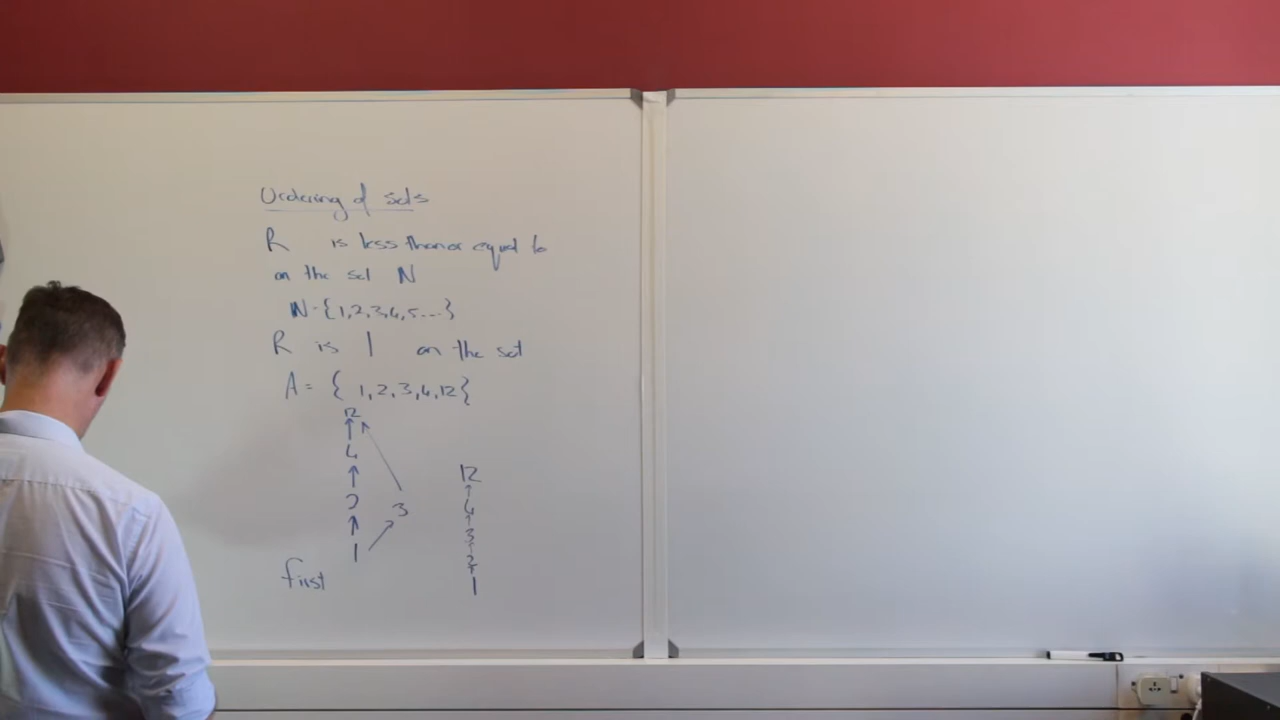 Ordering of sets
R is less than or equal to
on the set N
N = {1,2,3,4,5...}
R is | on the set
A = { 1,2,3,4,12}
12
4
2
3
1
12
4
3
2
1
first